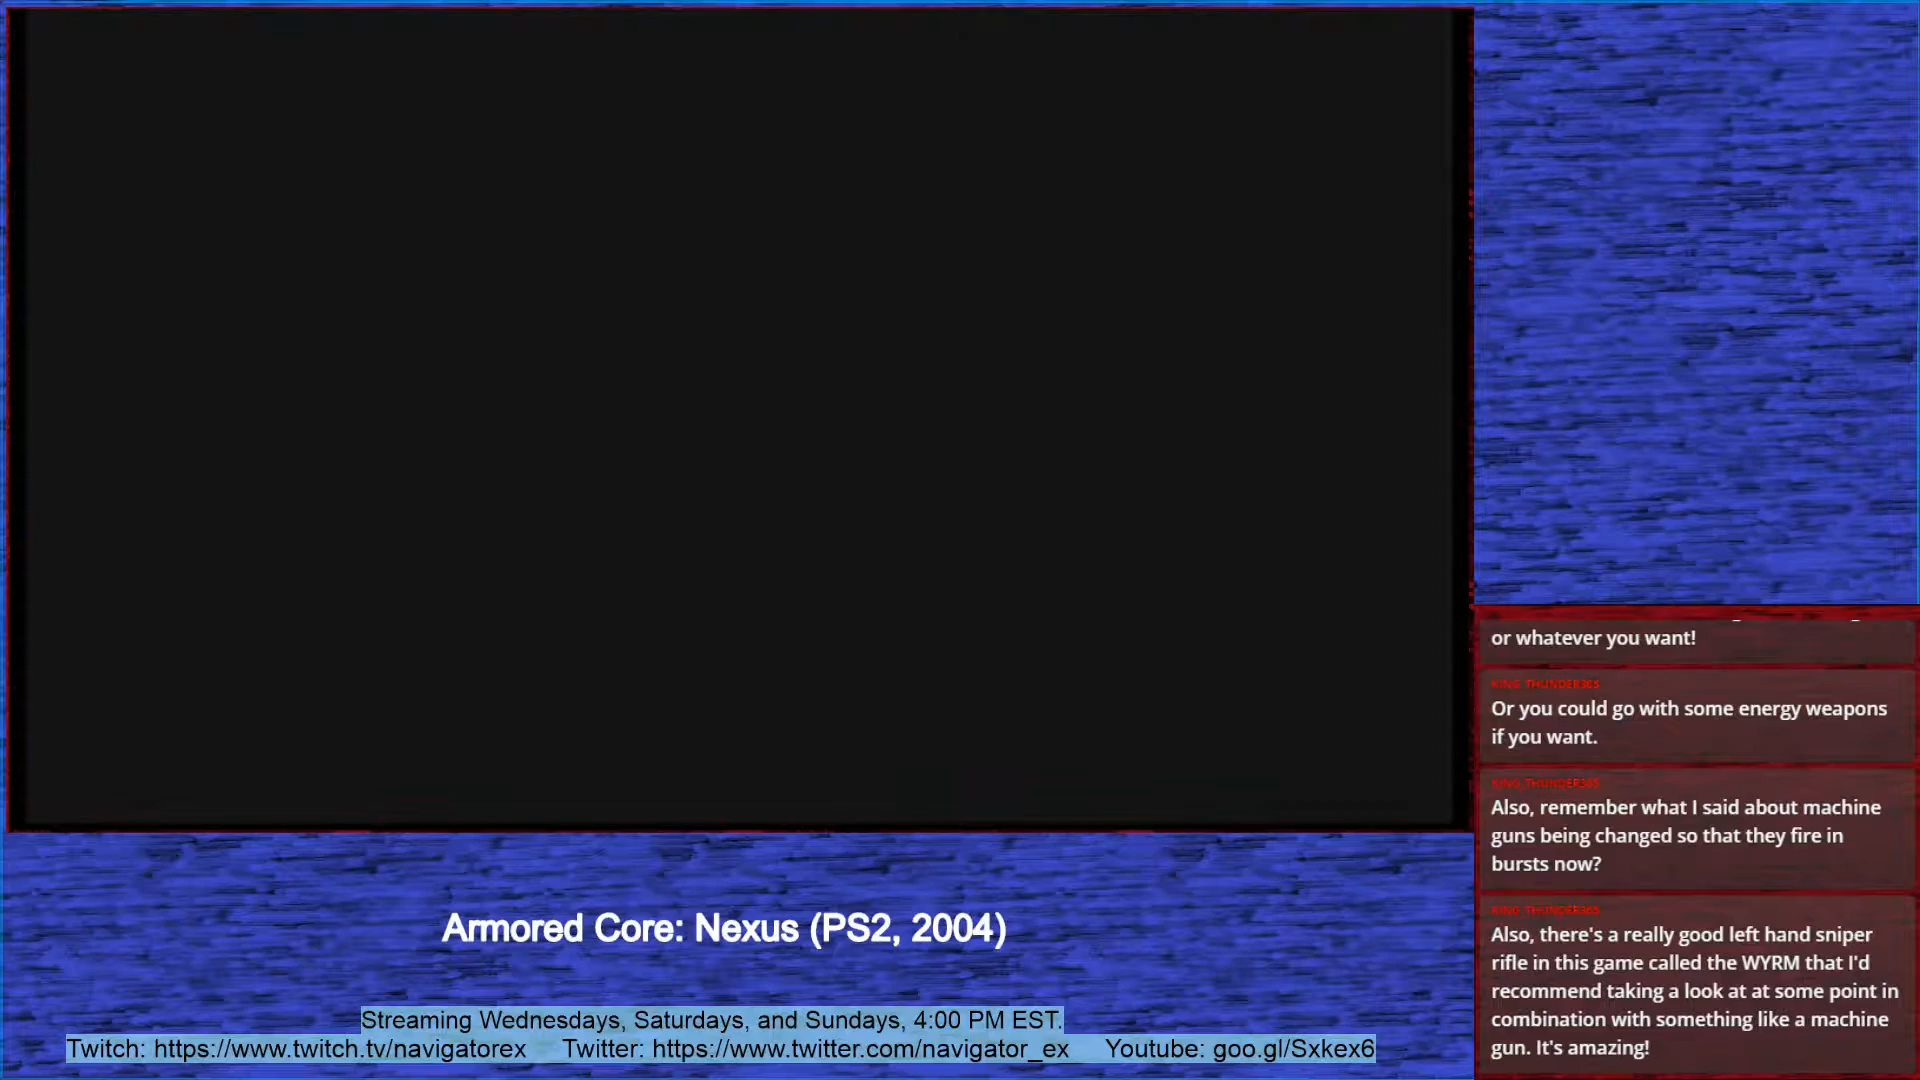 or whatever you want!
KING_THUNDER365
Or you could go with some energy weapons
if you want.
KING_THUNDER365
Also, remember what I said about machine
guns being changed so that they fire in
bursts now?
KING_THUNDER365
Also, there's a really good left hand sniper
rifle in this game called the WYRM that I'd
recommend taking a look at at some point in
combination with something like a machine
gun. It's amazing!
Armored Core: Nexus (PS2, 2004)
Streaming Wednesdays, Saturdays, and Sundays, 4:00 PM EST.
Twitch: https://www.twitch.tv/navigatorex Twitter: https://www.twitter.com/navigator_ex Youtube: goo.gl/Sxkex6